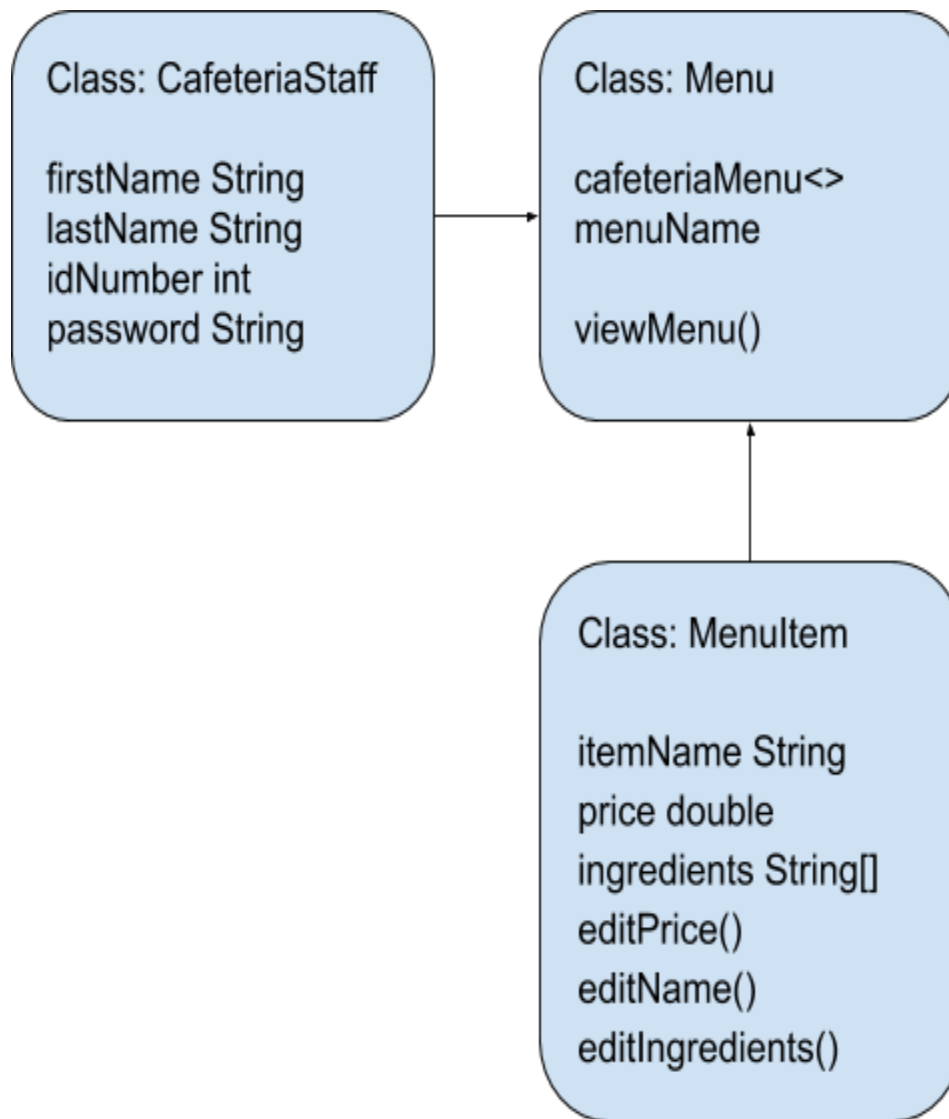 Class: CafeteriaStaff
firstName String
lastName String
idNumber int
password String
Class: Menu
cafeteriaMenu<>
menuName
viewMenu()
Class: MenuItem
itemName String
price double
ingredients String[]
editPrice()
editName()
editIngredients()